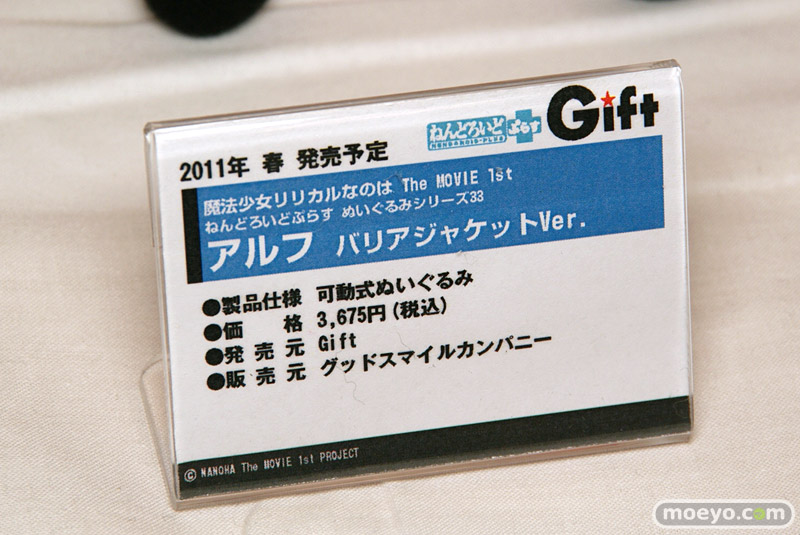 2011年 春 発売予定
ねんどろいど ぷらす
NENDOROID-PLUS
Gift
魔法少女リリカルなのは The MOVIE 1st
ねんどろいどぷらす ぬいぐるみシリーズ33
アルフ バリアジャケットVer.
●製品仕様 可動式ぬいぐるみ
●価 格 3,675円(税込)
●発 売 元 Gift
●販 売 元 グッドスマイルカンパニー
© NANOHA The MOVIE 1st PROJECT
moeyo.com